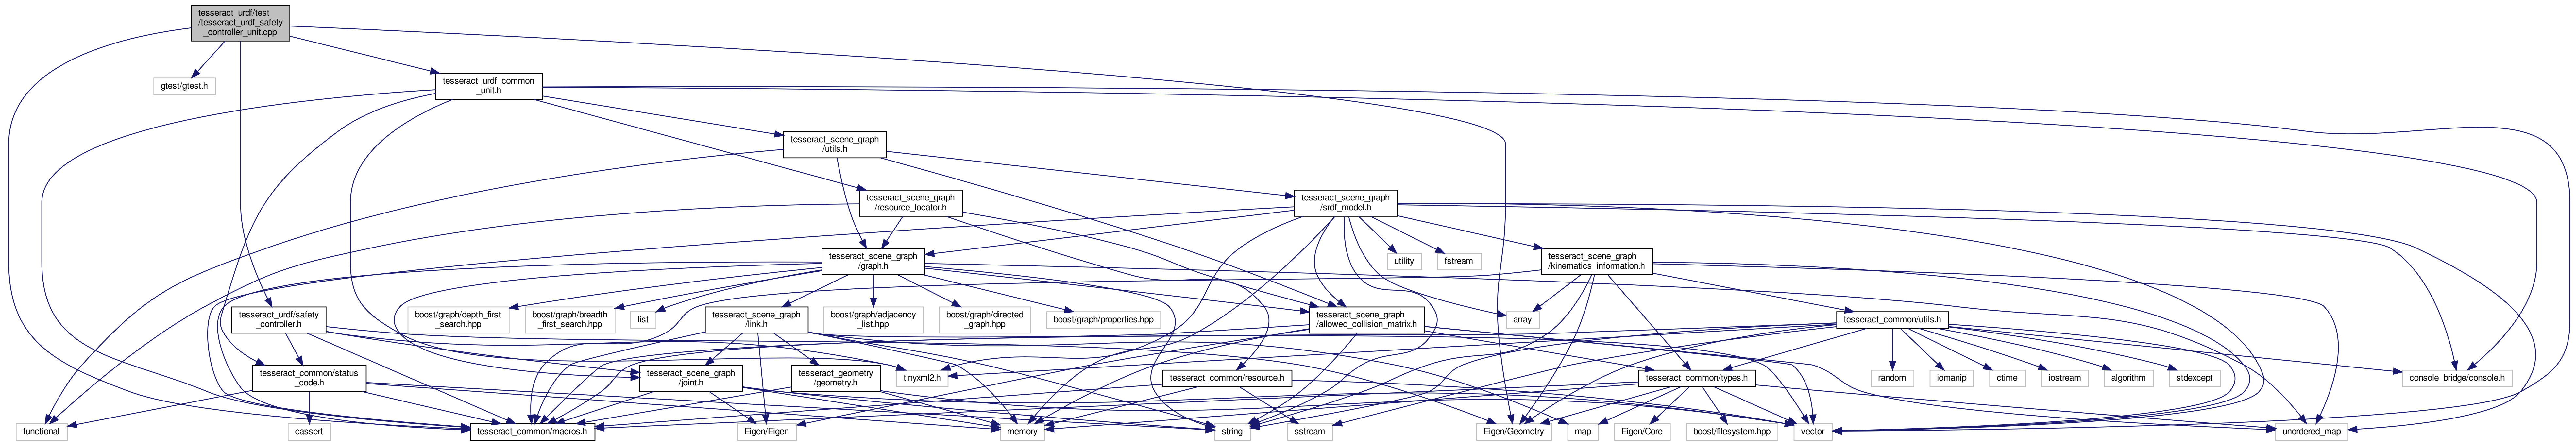 tesseract_urdf/test
/tesseract_urdf_safety
_controller_unit.cpp
gtest/gtest.h
tesseract_urdf_common
_unit.h
tesseract_scene_graph
/utils.h
tesseract_scene_graph
/resource_locator.h
tesseract_scene_graph
/srdf_model.h
tesseract_scene_graph
/graph.h
utility
fstream
tesseract_scene_graph
/kinematics_information.h
tesseract_urdf/safety
_controller.h
boost/graph/depth_first
_search.hpp
boost/graph/breadth
_first_search.hpp
list
tesseract_scene_graph
/link.h
boost/graph/adjacency
_list.hpp
boost/graph/directed
_graph.hpp
boost/graph/properties.hpp
tesseract_scene_graph
/allowed_collision_matrix.h
array
tesseract_common/utils.h
tesseract_common/status
_code.h
tesseract_scene_graph
/joint.h
tesseract_geometry
/geometry.h
tinyxml2.h
tesseract_common/resource.h
tesseract_common/types.h
random
iomanip
ctime
iostream
algorithm
stdexcept
console_bridge/console.h
functional
cassert
tesseract_common/macros.h
Eigen/Eigen
memory
string
sstream
Eigen/Geometry
map
Eigen/Core
boost/filesystem.hpp
vector
unordered_map